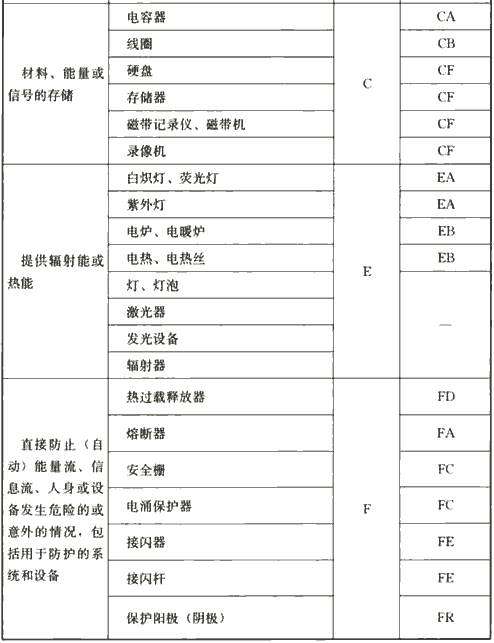 材料、能量或
信号的存储
电容器
C
CA
线圈
CB
硬盘
CF
存储器
CF
磁带记录仪、磁带机
CF
录像机
CF
提供辐射能或
热能
白炽灯、荧光灯
E
EA
紫外灯
EA
电炉、电暖炉
EB
电热、电热丝
EB
灯、灯泡
—
激光器
发光设备
辐射器
直接防止（自
动）能量流、信
息流、人身或设
备发生危险的或
意外的情况，包
括用于防护的系
统和设备
热过载释放器
F
FD
熔断器
FA
安全栅
FC
电涌保护器
FC
接闪器
FE
接闪杆
FE
保护阳极（阴极）
FR